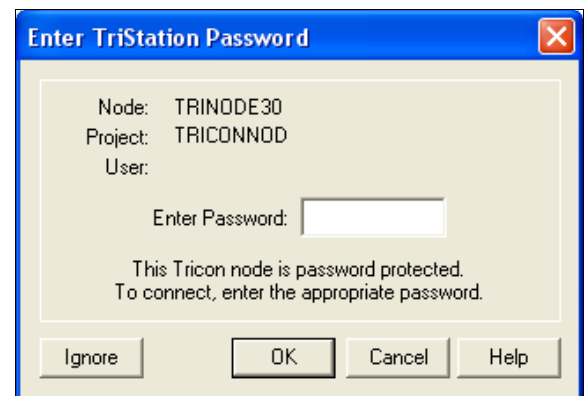 Enter TriStation Password
Node: TRINODE30
Project: TRICONNOD
User:
Enter Password:
This Tricon node is password protected.
To connect, enter the appropriate password.
Ignore OK Cancel Help